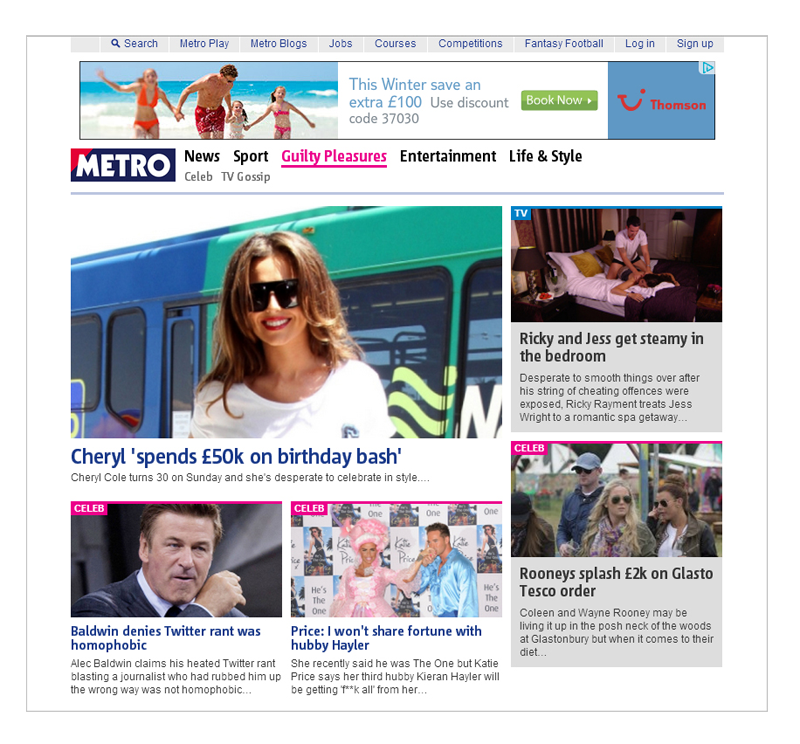 Search Metro Play Metro Blogs Jobs Courses Competitions Fantasy Football Log in Sign up
This Winter save an
extra £100 Use discount
code 37030
Book Now
Thomson
METRO
News Sport Guilty Pleasures Entertainment Life & Style
Celeb TV Gossip
Cheryl 'spends £50k on birthday bash'
Cheryl Cole turns 30 on Sunday and she's desperate to celebrate in style....
TV
Ricky and Jess get steamy in
the bedroom
Desperate to smooth things over after
his string of cheating offences were
exposed, Ricky Rayment treats Jess
Wright to a romantic spa getaway...
CELEB
Rooneys splash £2k on Glasto
Tesco order
Coleen and Wayne Rooney may be
living it up in the posh neck of the woods
at Glastonbury but when it comes to their
diet...
CELEB
Baldwin denies Twitter rant was
homophobic
Alec Baldwin claims his heated Twitter rant
blasting a journalist who had rubbed him up
the wrong way was not homophobic...
CELEB
The One
Katie
Price
He's
The
One
He's
The
One
Price: I won't share fortune with
hubby Hayler
She recently said he was The One but Katie
Price says her third hubby Kieran Hayler will
be getting 'f**k all' from her...